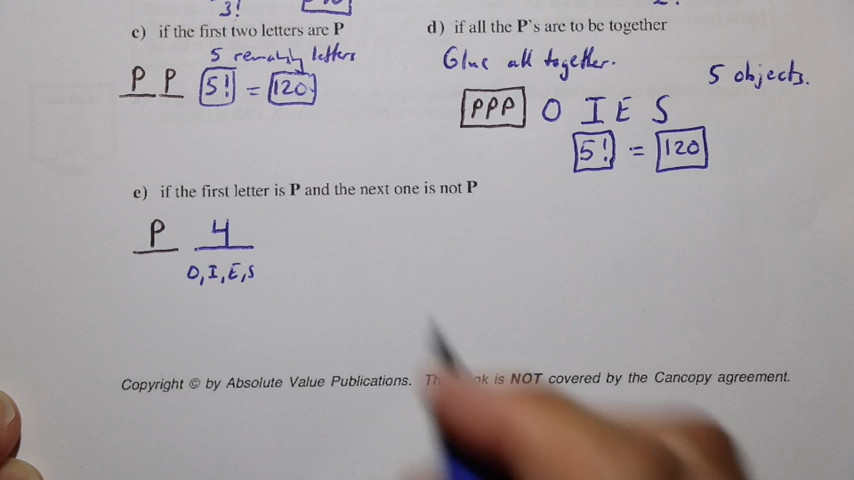 3!
c) if the first two letters are P
d) if all the P's are to be together
5 remaining letters
P P 5! = 120
Glue all together.
5 objects.
PPP O I E S
5! = 120
e) if the first letter is P and the next one is not P
P 4
O, I, E, S
Copyright © by Absolute Value Publications. Th ok is NOT covered by the Cancopy agreement.